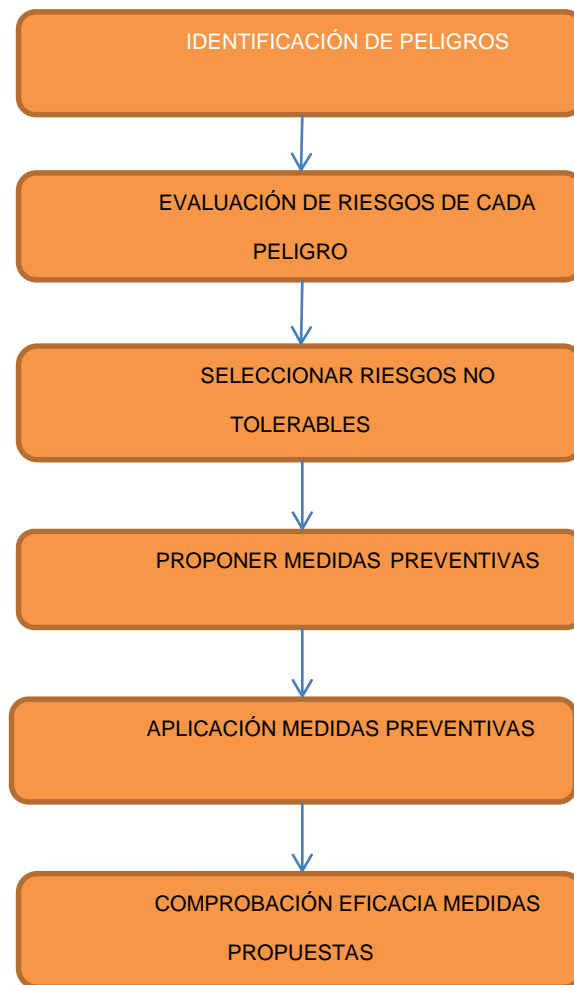 IDENTIFICACIÓN DE PELIGROS
EVALUACIÓN DE RIESGOS DE CADA
PELIGRO
SELECCIONAR RIESGOS NO
TOLERABLES
PROPONER MEDIDAS PREVENTIVAS
APLICACIÓN MEDIDAS PREVENTIVAS
COMPROBACIÓN EFICACIA MEDIDAS
PROPUESTAS